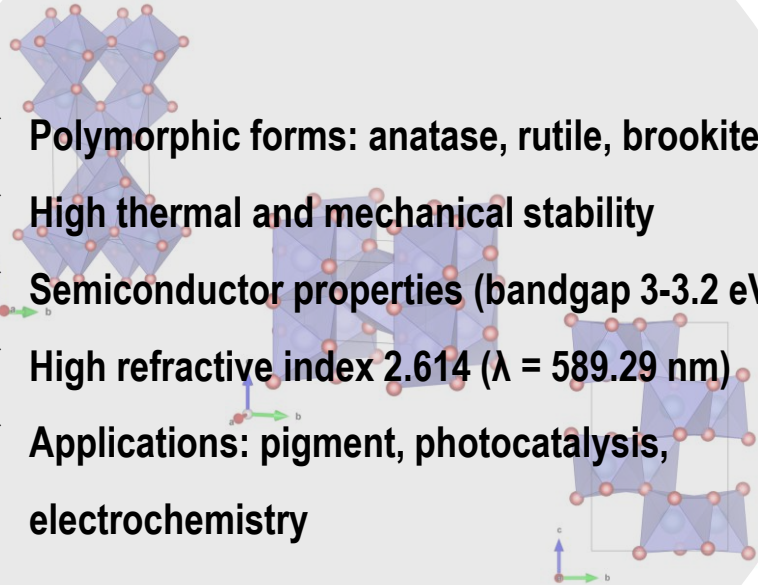 Polymorphic forms: anatase, rutile, brookite
High thermal and mechanical stability
Semiconductor properties (bandgap 3-3.2 eV
High refractive index 2.614 (λ = 589.29 nm)
Applications: pigment, photocatalysis,
electrochemistry
a b
a b
c
b